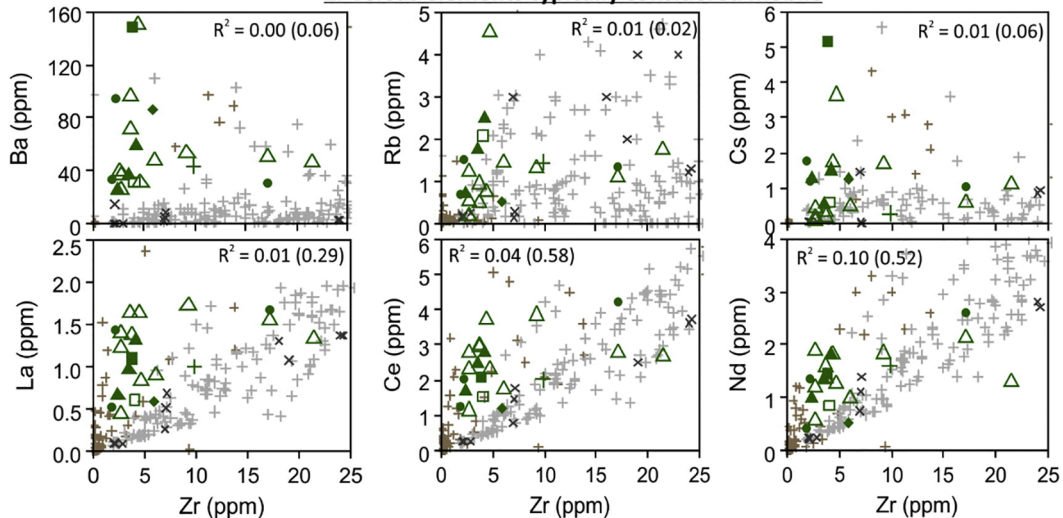 R² = 0.00 (0.06)
160
120
80
40
0
Ba (ppm)
R² = 0.01 (0.02)
5
4
3
2
1
0
Rb (ppm)
R² = 0.01 (0.06)
6
5
4
3
2
1
0
Cs (ppm)
R² = 0.01 (0.29)
2.5
2.0
1.5
1.0
0.5
0.0
La (ppm)
0 5 10 15 20 25
Zr (ppm)
R² = 0.04 (0.58)
6
5
4
3
2
1
0
Ce (ppm)
0 5 10 15 20 25
Zr (ppm)
R² = 0.10 (0.52)
4
3
2
1
0
Nd (ppm)
0 5 10 15 20 25
Zr (ppm)